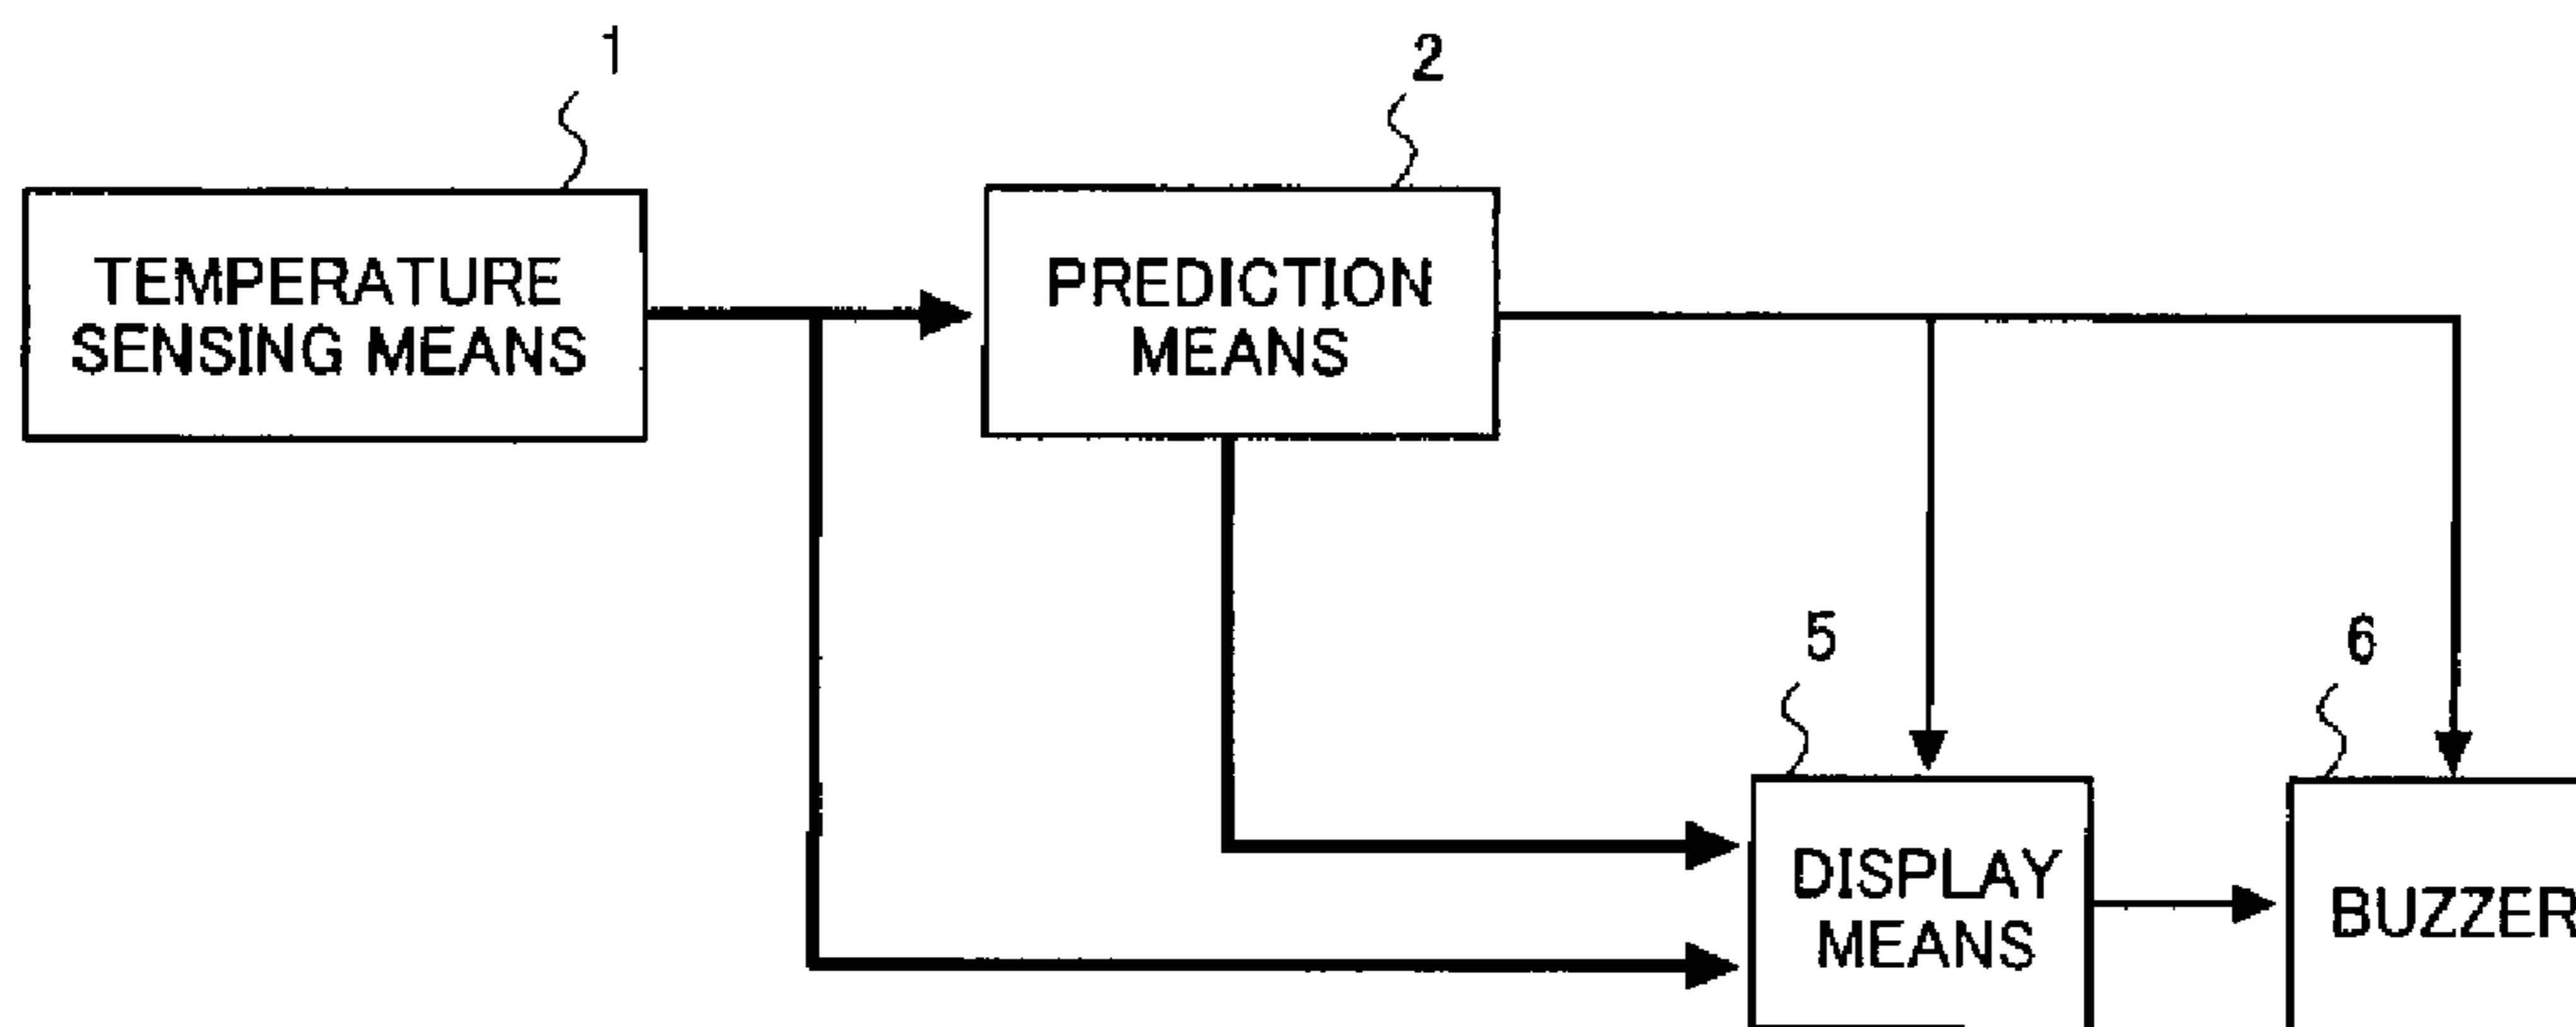 1
2
TEMPERATURE
SENSING MEANS
PREDICTION
MEANS
5
6
DISPLAY
MEANS
BUZZER